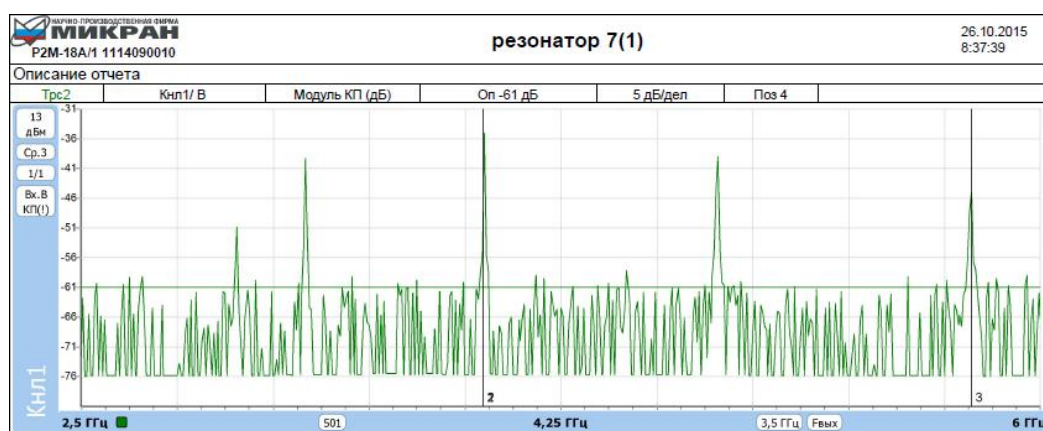 НАУЧНО-ПРОИЗВОДСТВЕННАЯ ФИРМА
МИКРАН
Р2М-18А/1 1114090010
резонатор 7(1)
26.10.2015
8:37:39
Описание отчета
Трс2 Кнл1/ В Модуль КП (дБ) Оп -61 дБ 5 дБ/дел Поз 4
13
дБм
Ср.3
1/1
Вх.В
КП(!)
-31
-36
-41
-46
-51
-56
-61
-66
-71
-76
Кнл1
2
3
2,5 ГГц 501 4,25 ГГц 3,5 ГГц Fвых 6 ГГц